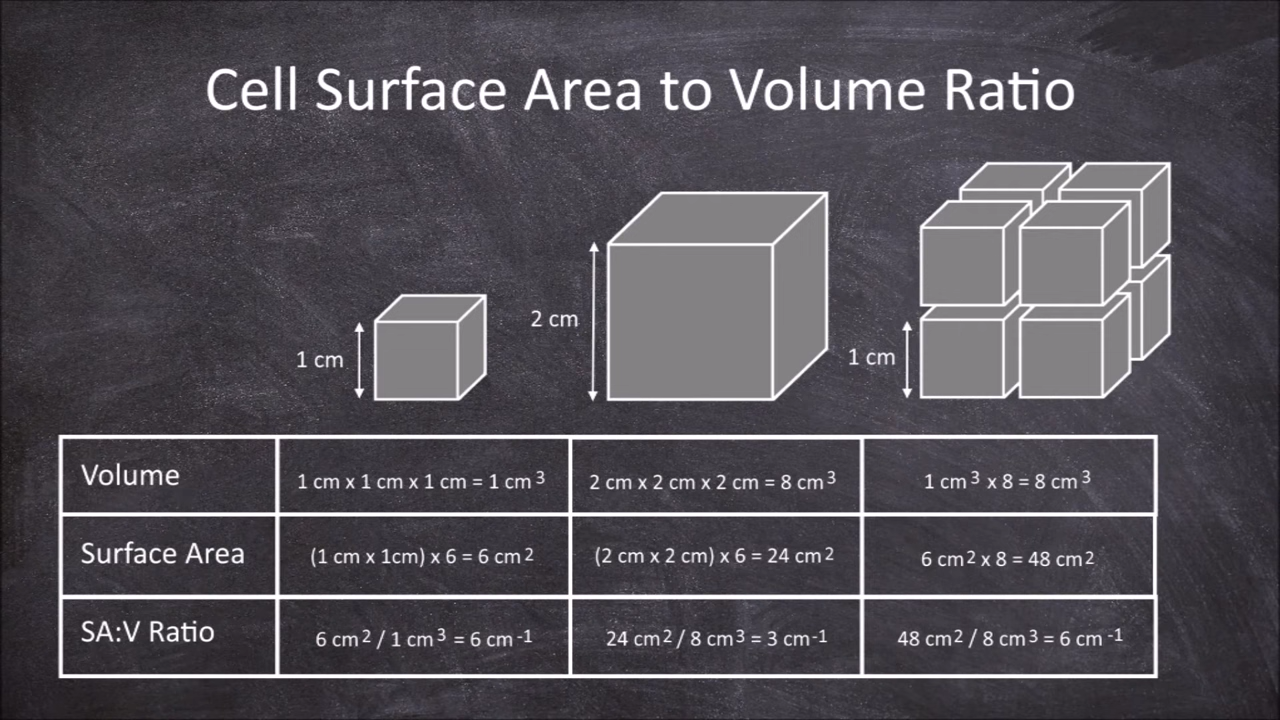 Cell Surface Area to Volume Ratio
1 cm
2 cm
1 cm
Volume
1 cm x 1 cm x 1 cm = 1 cm³
2 cm x 2 cm x 2 cm = 8 cm³
1 cm³ x 8 = 8 cm³
Surface Area
(1 cm x 1cm) x 6 = 6 cm²
(2 cm x 2 cm) x 6 = 24 cm²
6 cm² x 8 = 48 cm²
SA:V Ratio
6 cm² / 1 cm³ = 6 cm⁻¹
24 cm² / 8 cm³ = 3 cm⁻¹
48 cm² / 8 cm³ = 6 cm⁻¹